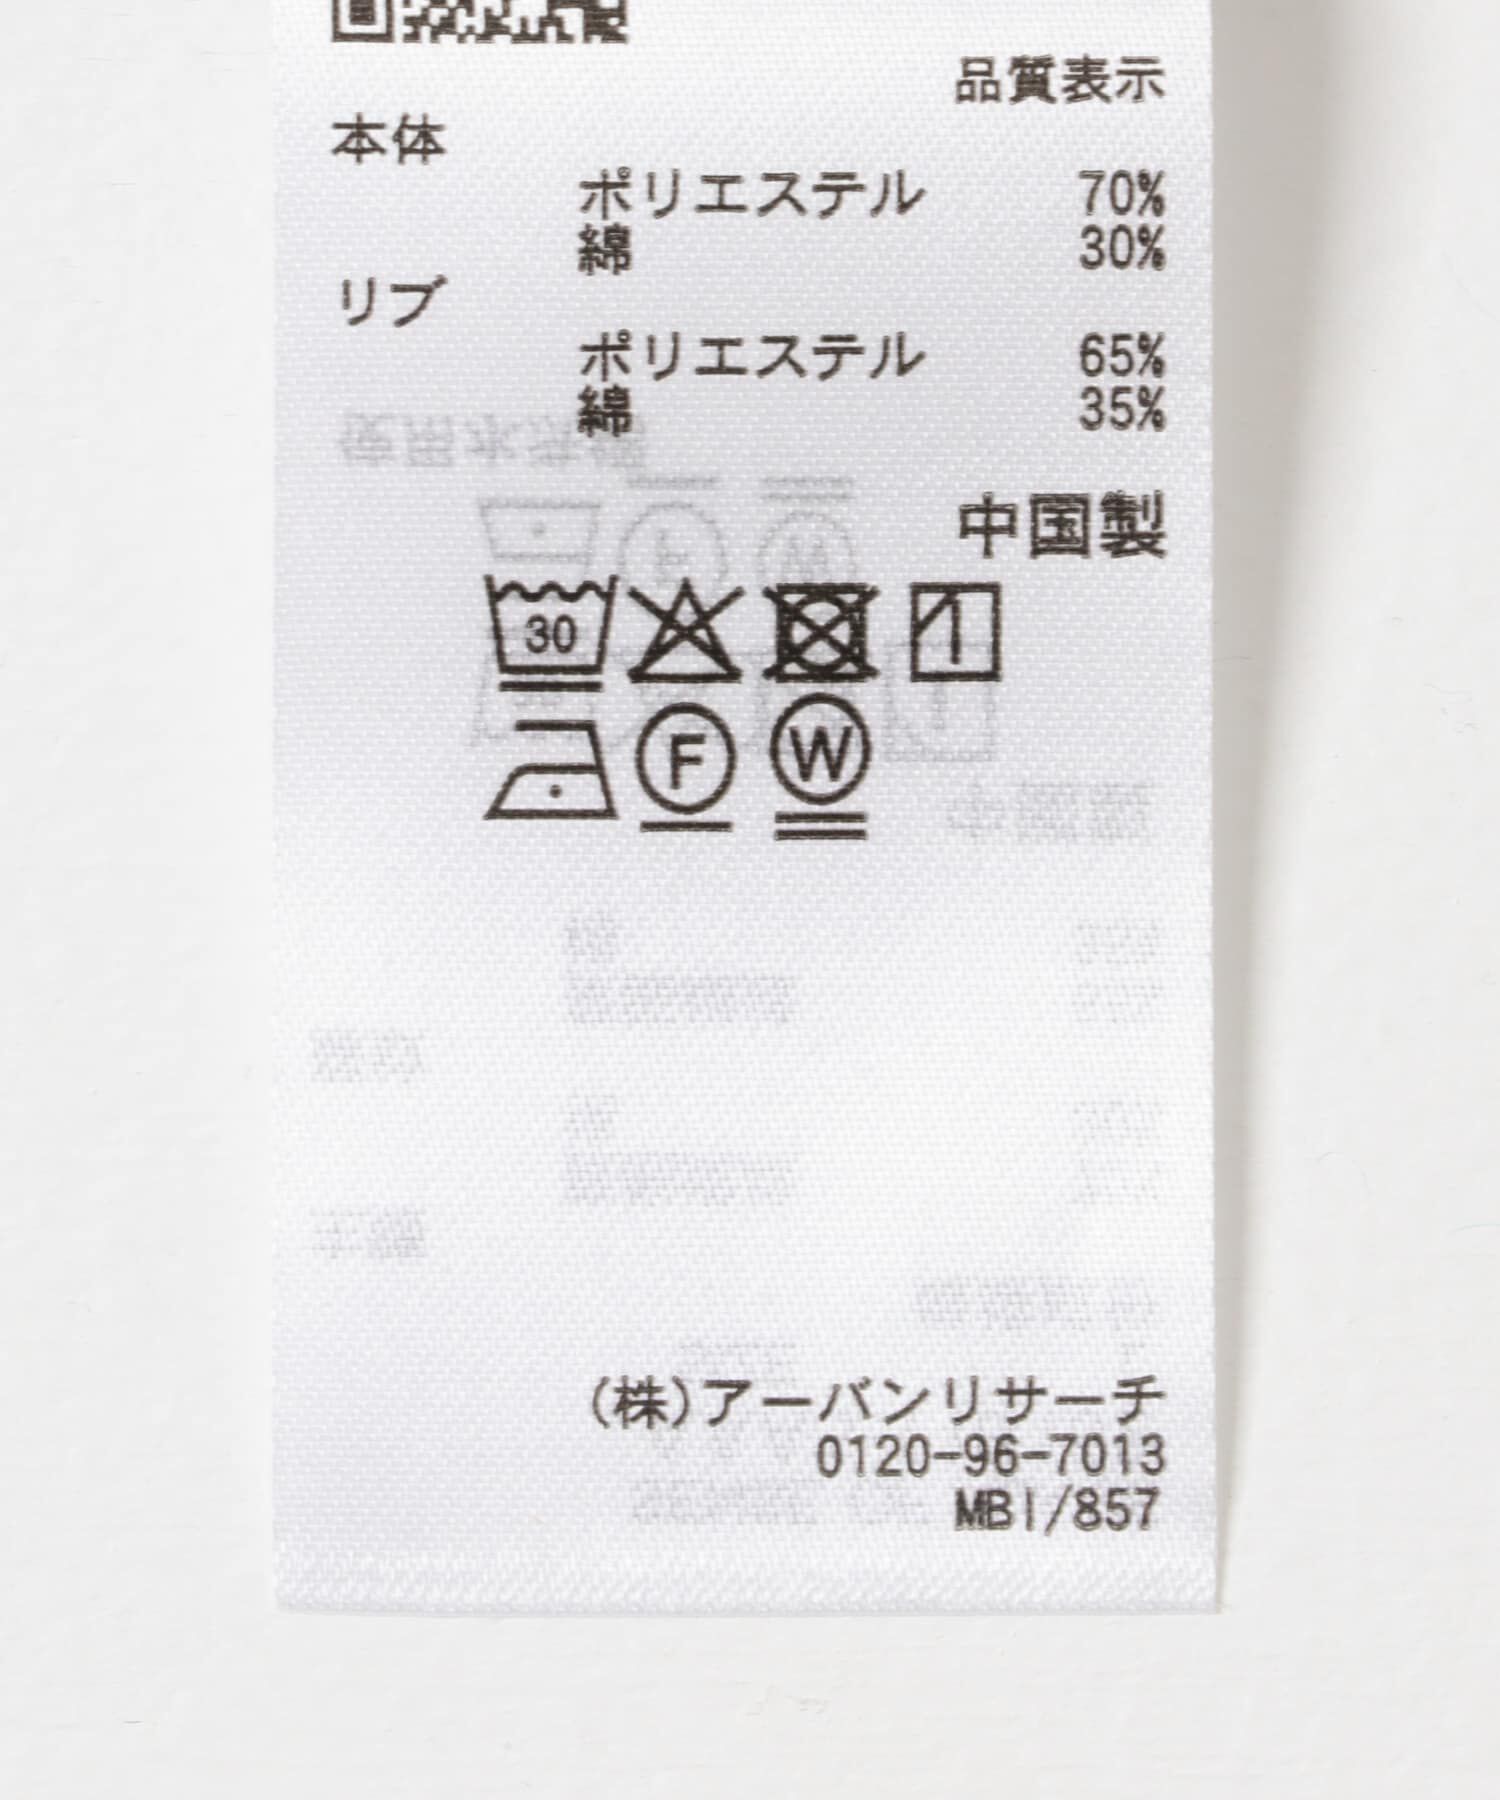 品質表示
本体
ポリエステル 70%
綿 30%
リブ
ポリエステル 65%
綿 35%
中国製
30
F W
(株)アーバンリサーチ
0120-96-7013
MBI/857